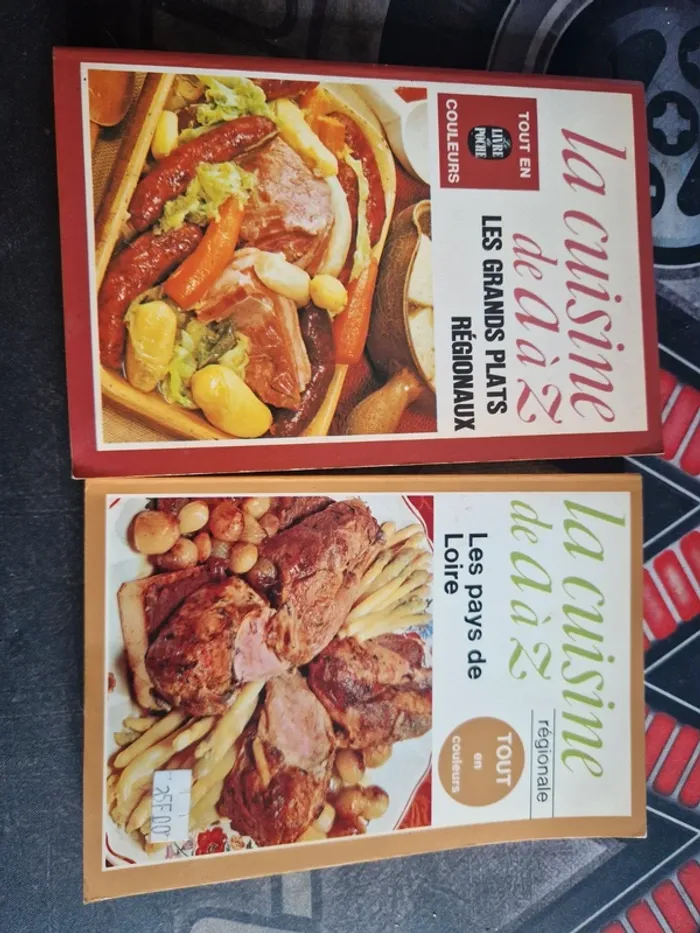 la cuisine
de a à z
TOUT EN
Le
LIVRE
de
POCHE
COULEURS
LES GRANDS PLATS
RÉGIONAUX
la cuisine
de a à z
régionale
Les pays de
Loire
TOUT
en
couleurs
25F00